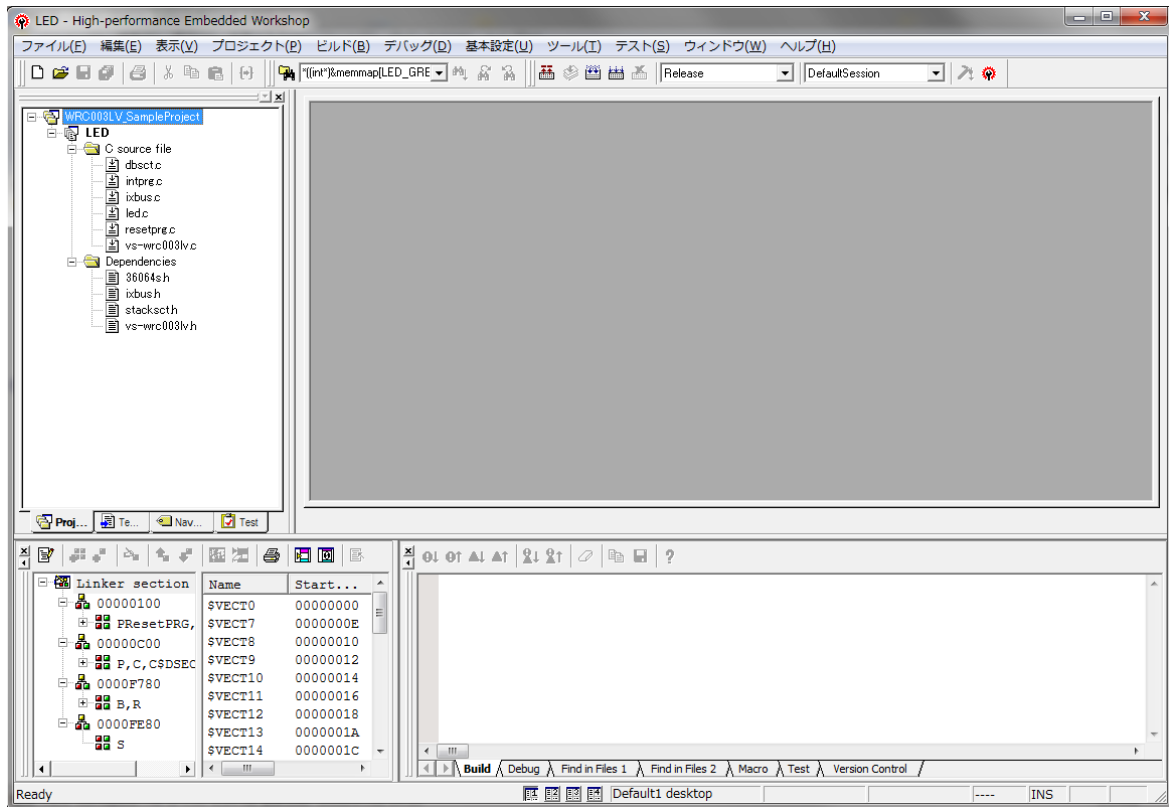 LED - High-performance Embedded Workshop
ファイル(F) 編集(E) 表示(V) プロジェクト(P) ビルド(B) デバッグ(D) 基本設定(U) ツール(T) テスト(S) ウィンドウ(W) ヘルプ(H)
*((int*)&memmap[LED_GRE Release DefaultSession
WRC003LV_SampleProject
LED
C source file
dbsct.c
intprg.c
ixbus.c
led.c
resetprg.c
vs-wrc003lv.c
Dependencies
36064s.h
ixbus.h
stacksct.h
vs-wrc003lv.h
Proj... Te... Nav... Test
Linker section
00000100
PResetPRG,
00000C00
P,C,C$DSEC
0000F780
B,R
0000FE80
S
Name Start...
$VECT0 00000000
$VECT7 0000000E
$VECT8 00000010
$VECT9 00000012
$VECT10 00000014
$VECT11 00000016
$VECT12 00000018
$VECT13 0000001A
$VECT14 0000001C
Build Debug Find in Files 1 Find in Files 2 Macro Test Version Control
Ready Default1 desktop ---- INS